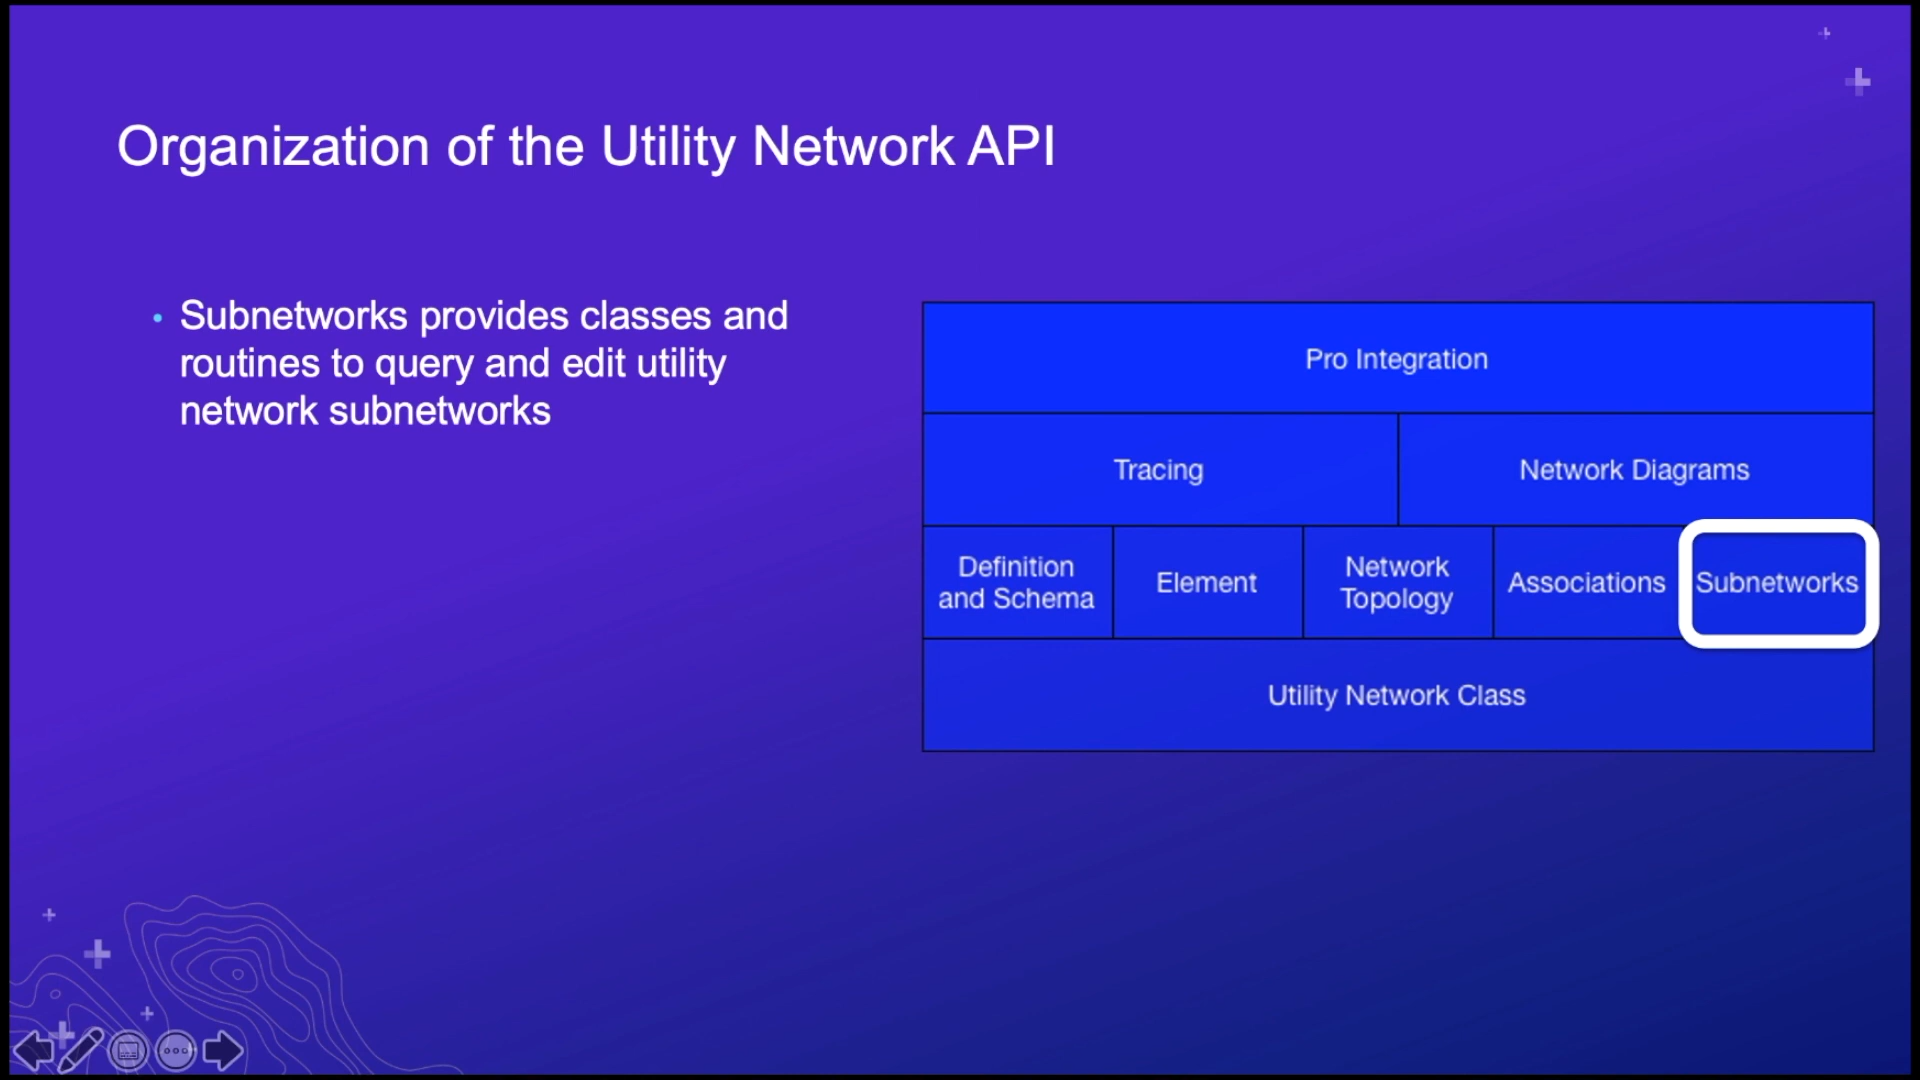 Organization of the Utility Network API
• Subnetworks provides classes and
routines to query and edit utility
network subnetworks
Pro Integration
Tracing
Network Diagrams
Definition
and Schema
Element
Network
Topology
Associations
Subnetworks
Utility Network Class